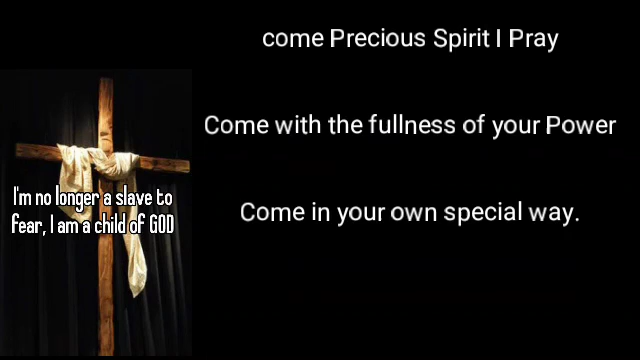 come Precious Spirit I Pray
Come with the fullness of your Power
Come in your own special way.
I'm no longer a slave to
fear, I am a child of GOD